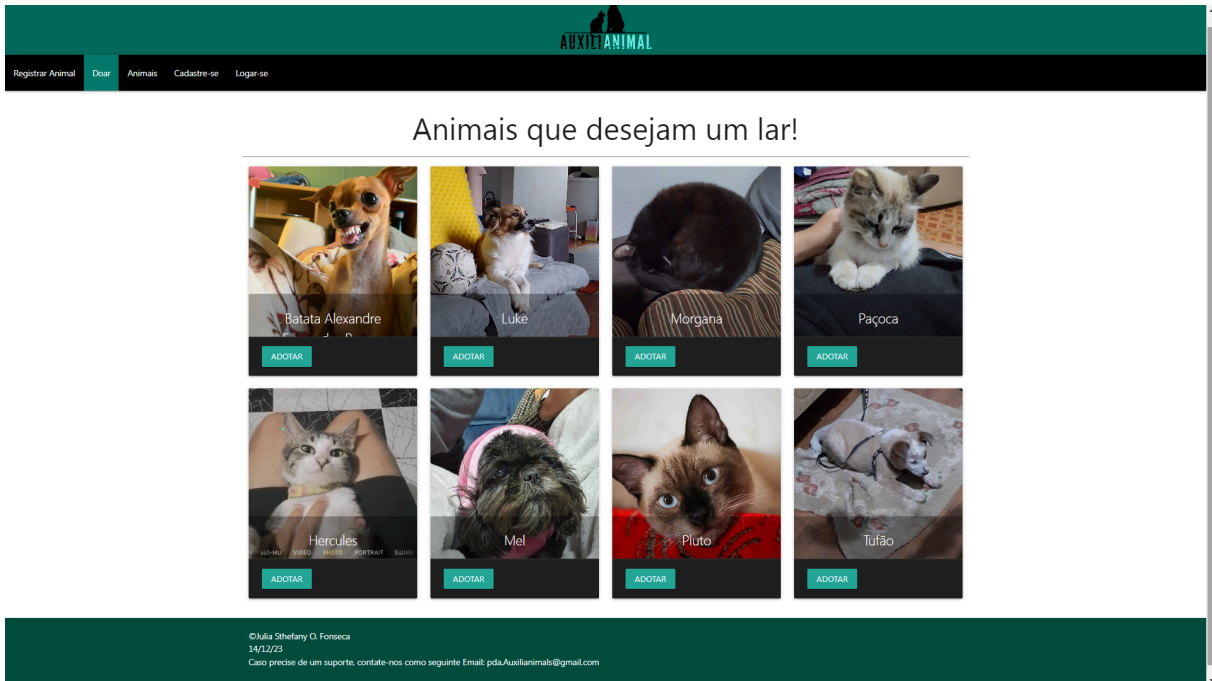 AUXILIANIMAL
Registrar Animal Doar Animais Cadastre-se Logar-se
Animais que desejam um lar!
Batata Alexandre
Luke
Morgana
Paçoca
ADOTAR ADOTAR ADOTAR ADOTAR
Hercules
Mel
Pluto
Tufão
VIDEO PHOTO PORTRAIT
ADOTAR ADOTAR ADOTAR ADOTAR
©Julia Sthefany O. Fonseca
14/12/23
Caso precise de um suporte, contate-nos como seguinte Email: pda.Auxilianimals@gmail.com